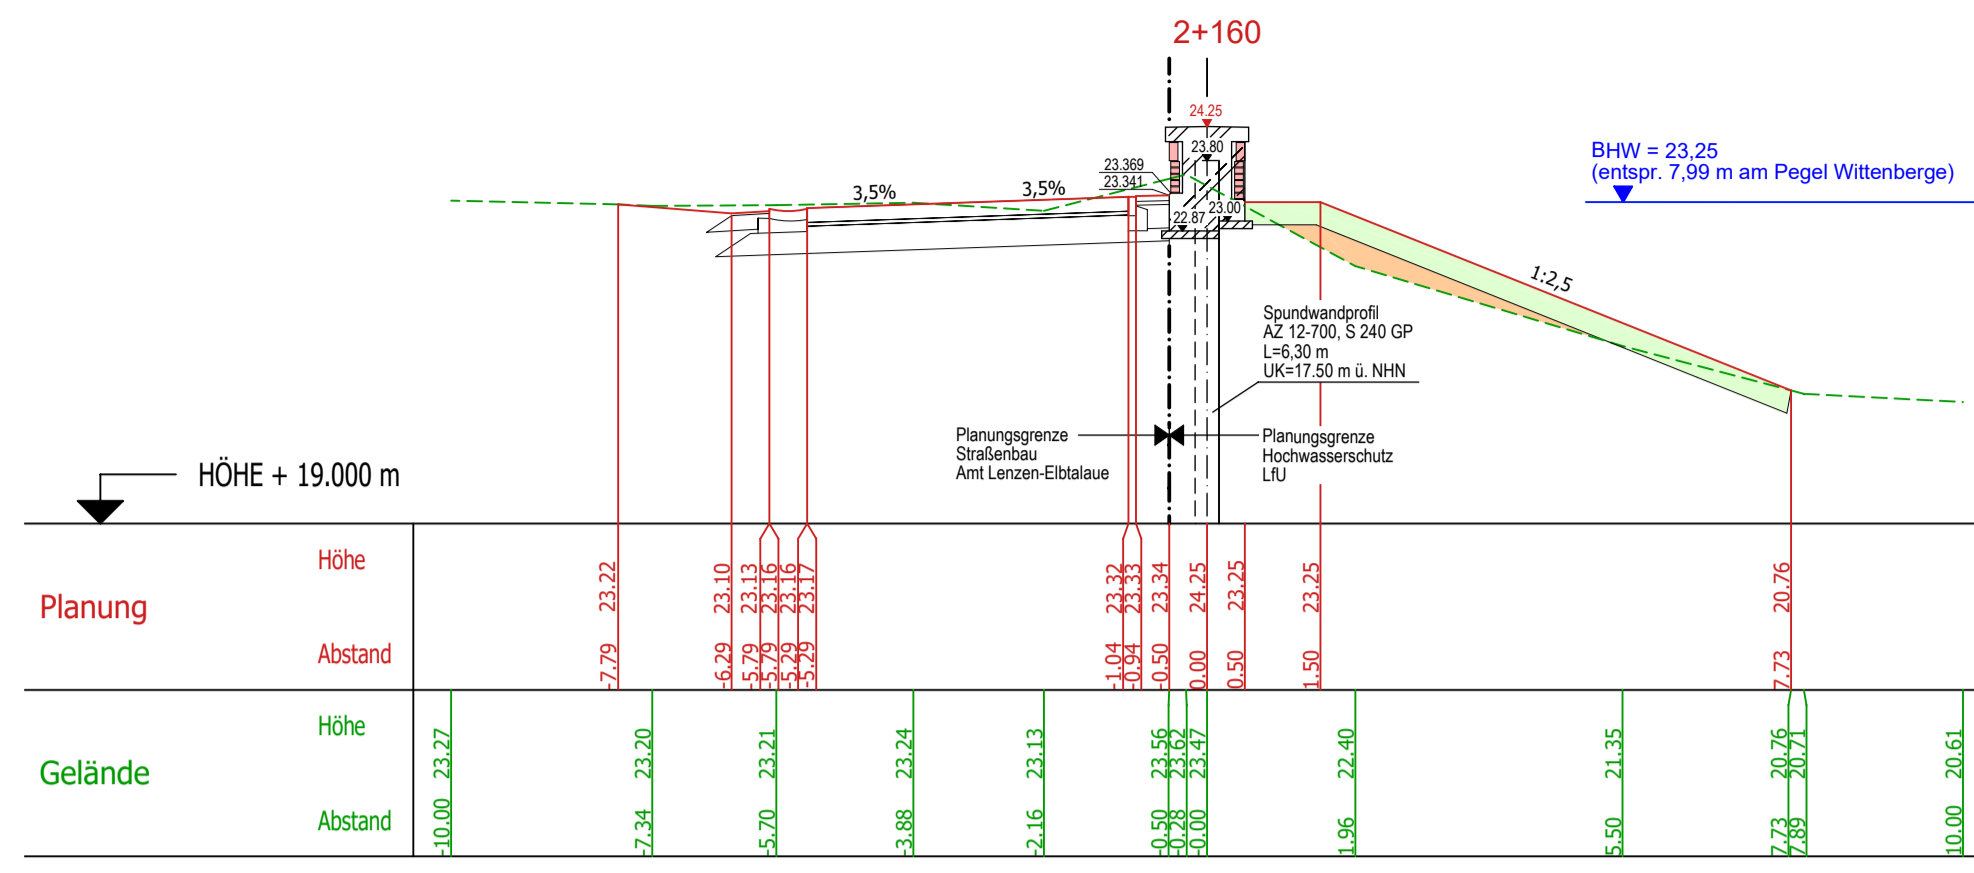 2+160
24.25
23.80
23.369
23.341
3,5%
3,5%
23.00
22.87
BHW = 23,25
(entspr. 7,99 m am Pegel Wittenberge)
1:2,5
Spundwandprofil
AZ 12-700, S 240 GP
L=6,30 m
UK=17.50 m ü. NHN
Planungsgrenze
Straßenbau
Amt Lenzen-Elbtalaue
Planungsgrenze
Hochwasserschutz
LfU
HÖHE + 19.000 m
Planung
Höhe
23.22 23.10 23.13 23.16 23.16 23.17 23.32 23.33 23.34 24.25 23.25 23.25 20.76
Abstand
-7.79 -6.29 -5.79 -5.79 -5.29 -5.29 -1.04 -0.94 -0.50 0.00 0.50 1.50 7.73
Gelände
Höhe
23.27 23.20 23.21 23.24 23.13 23.56 23.62 23.47 22.40 21.35 20.76 20.71 20.61
Abstand
-10.00 -7.34 -5.70 -3.88 -2.16 -0.50 -0.28 -0.00 1.96 5.50 7.73 7.89 10.00